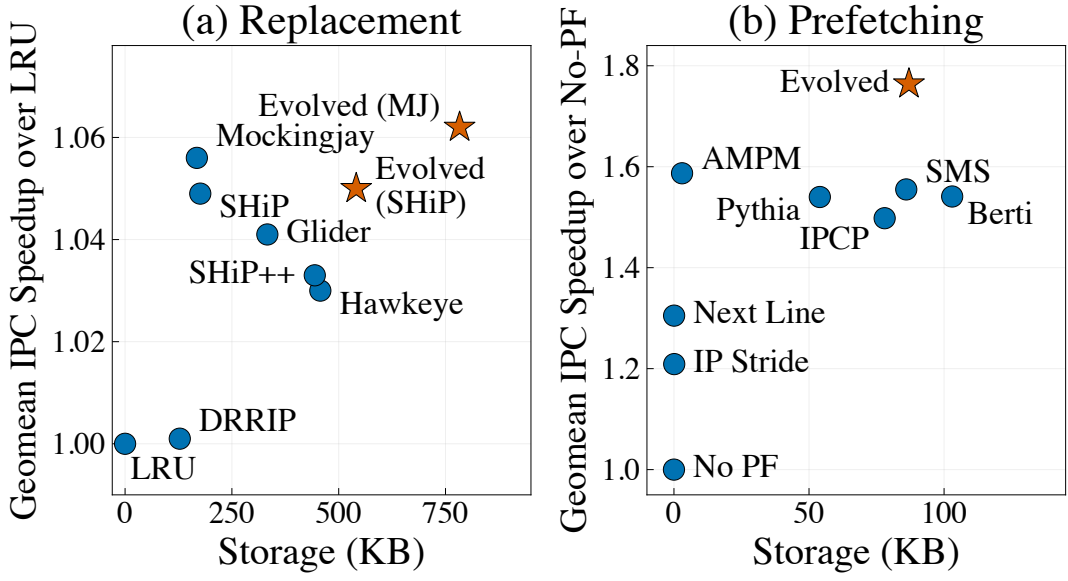 (a) Replacement
Geomean IPC Speedup over LRU
1.06
1.04
1.02
1.00
Evolved (MJ)
Mockingjay
Evolved
(SHiP)
SHiP
Glider
SHiP++
Hawkeye
DRRIP
LRU
0
250
500
750
Storage (KB)
(b) Prefetching
Geomean IPC Speedup over No-PF
1.8
1.6
1.4
1.2
1.0
Evolved
AMPM
SMS
Pythia
Berti
IPCP
Next Line
IP Stride
No PF
0
50
100
Storage (KB)